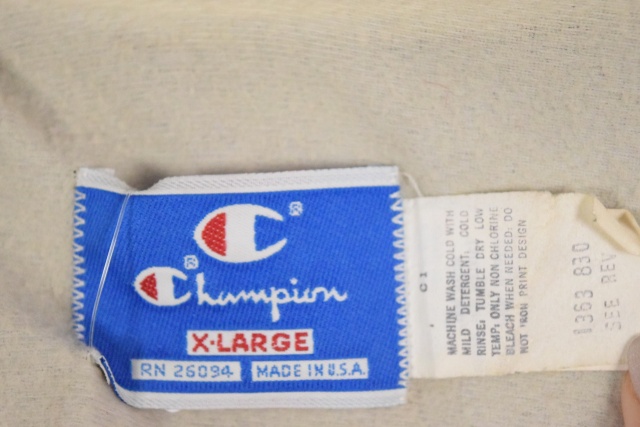 Champion
X-LARGE
RN 26094 MADE IN U.S.A.
C1
MACHINE WASH COLD WITH
MILD DETERGENT, COLD
RINSE; TUMBLE DRY LOW
TEMP; ONLY NON CHLORINE
BLEACH WHEN NEEDED; DO
NOT IRON PRINT DESIGN
1363 830
SEE REV